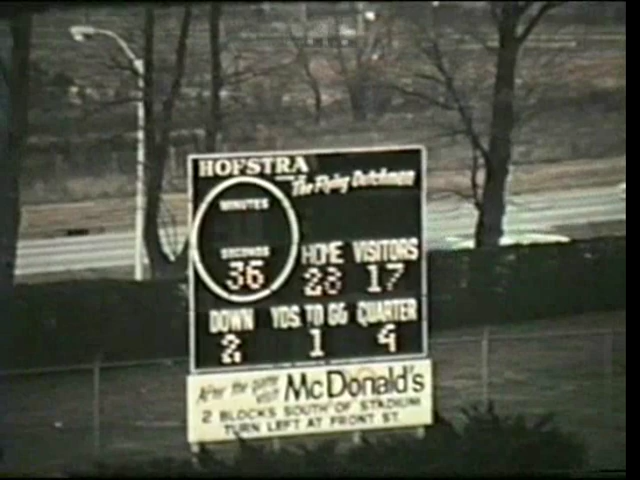 HOFSTRA
The Flying Dutchmen
MINUTES
SECONDS
36
HOME VISITORS
28 17
DOWN YDS. TO GO QUARTER
2 1 4
After the game visit McDonald's
2 BLOCKS SOUTH OF STADIUM
TURN LEFT AT FRONT ST.